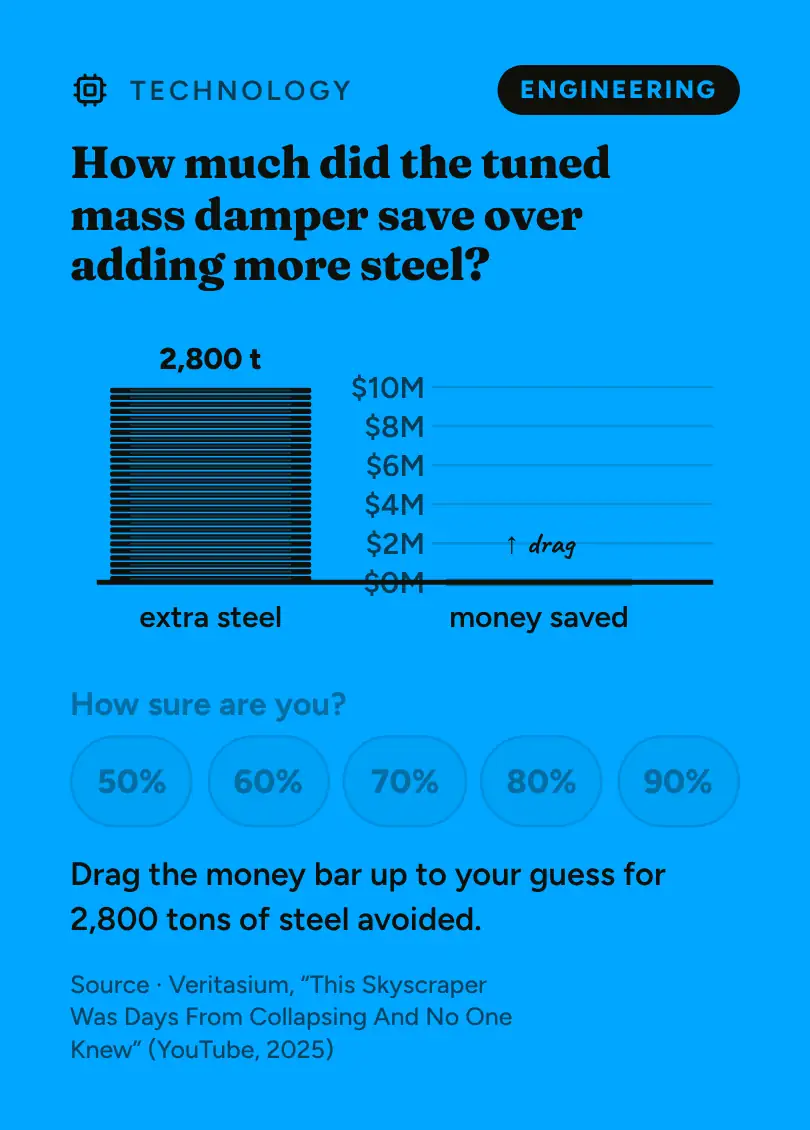 TECHNOLOGY
ENGINEERING
How much did the tuned
mass damper save over
adding more steel?
2,800 t
$10M
$8M
$6M
$4M
$2M
↑ drag
$0M
extra steel
money saved
How sure are you?
50%
60%
70%
80%
90%
Drag the money bar up to your guess for
2,800 tons of steel avoided.
Source · Veritasium, “This Skyscraper
Was Days From Collapsing And No One
Knew” (YouTube, 2025)